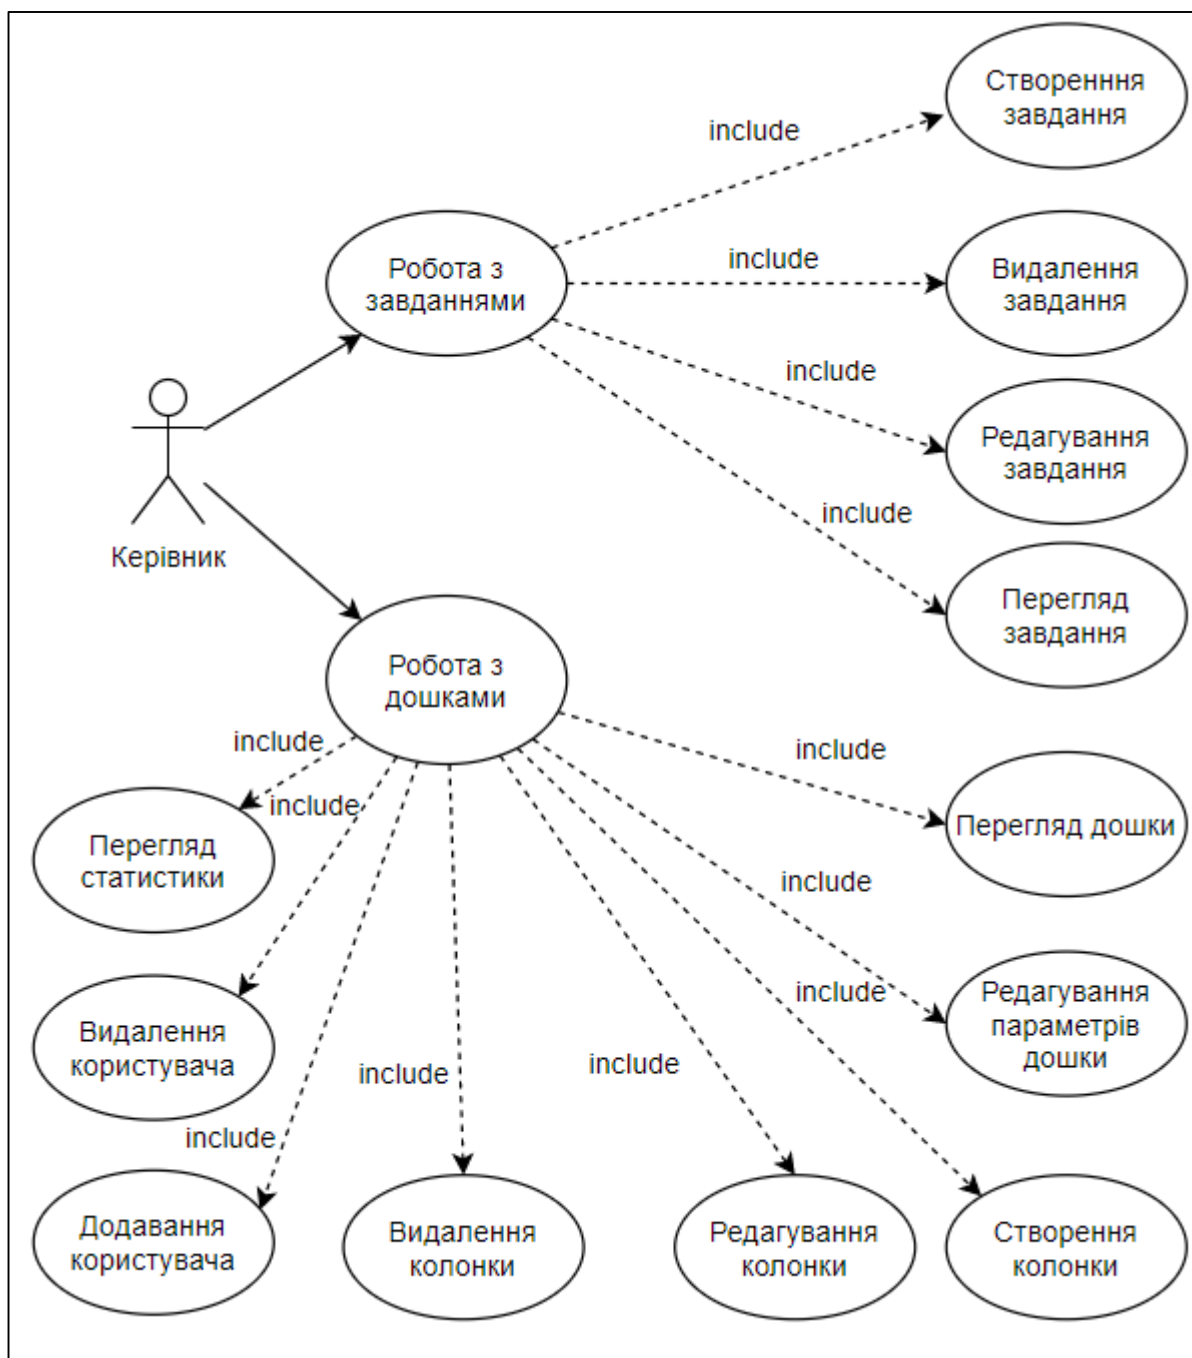 Створенння
завдання
include
Робота з
завданнями
include
Видалення
завдання
include
Редагування
завдання
include
Перегляд
завдання
Керівник
Робота з
дошками
include
Перегляд
статистики
include
Видалення
користувача
include
Додавання
користувача
include
Видалення
колонки
include
Редагування
колонки
include
Створення
колонки
include
Редагування
параметрів
дошки
include
Перегляд дошки